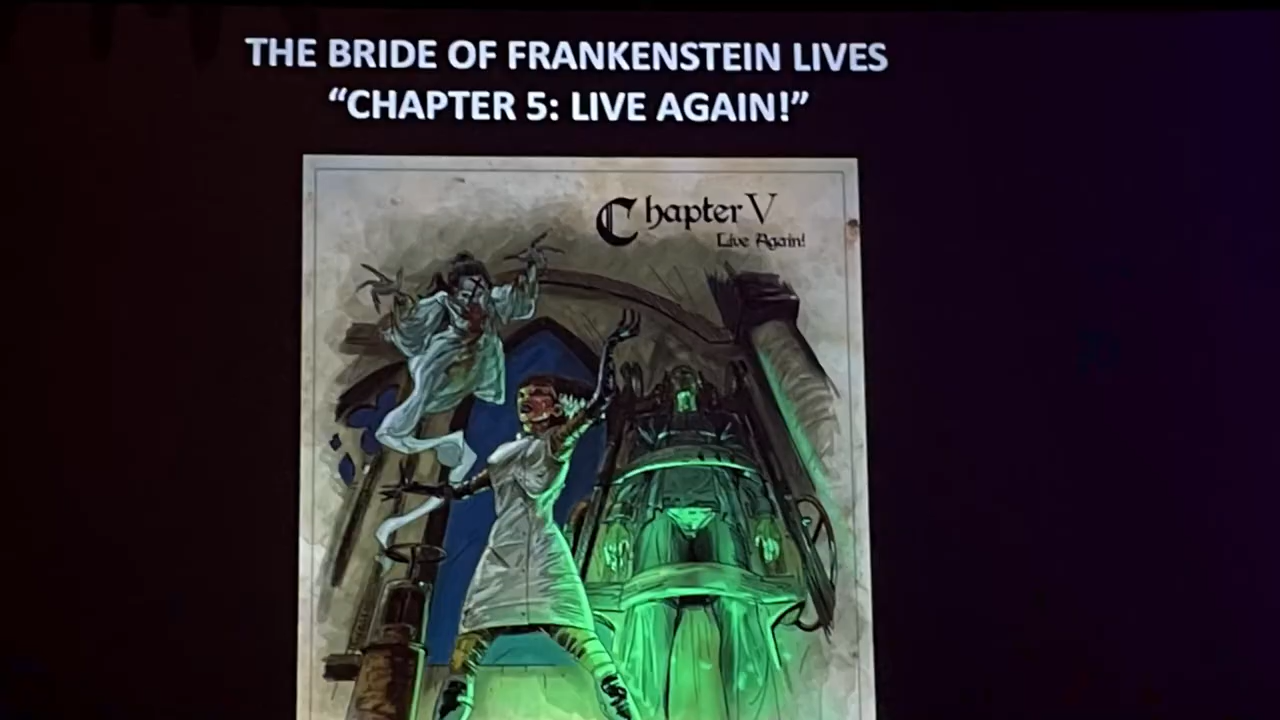 THE BRIDE OF FRANKENSTEIN LIVES
“CHAPTER 5: LIVE AGAIN!”
Chapter V
Live Again!